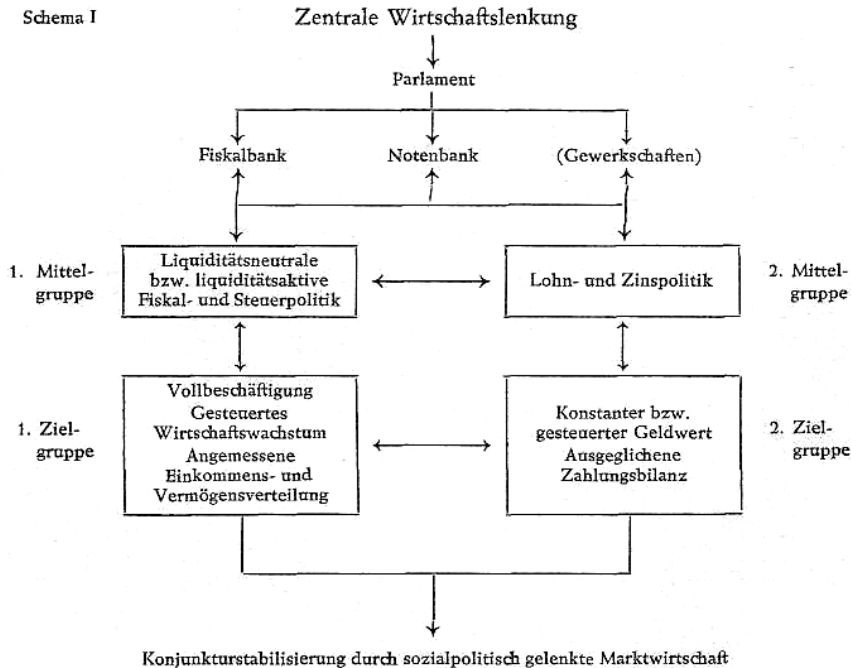 Schema I
Zentrale Wirtschaftslenkung
Parlament
Fiskalbank
Notenbank
(Gewerkschaften)
1. Mittel-
gruppe
Liquiditätsneutrale
bzw. liquiditätsaktive
Fiskal- und Steuerpolitik
Lohn- und Zinspolitik
2. Mittel-
gruppe
1. Ziel-
gruppe
Vollbeschäftigung
Gesteuertes
Wirtschaftswachstum
Angemessene
Einkommens- und
Vermögensverteilung
Konstanter bzw.
gesteuerter Geldwert
Ausgeglichene
Zahlungsbilanz
2. Ziel-
gruppe
Konjunkturstabilisierung durch sozialpolitisch gelenkte Marktwirtschaft